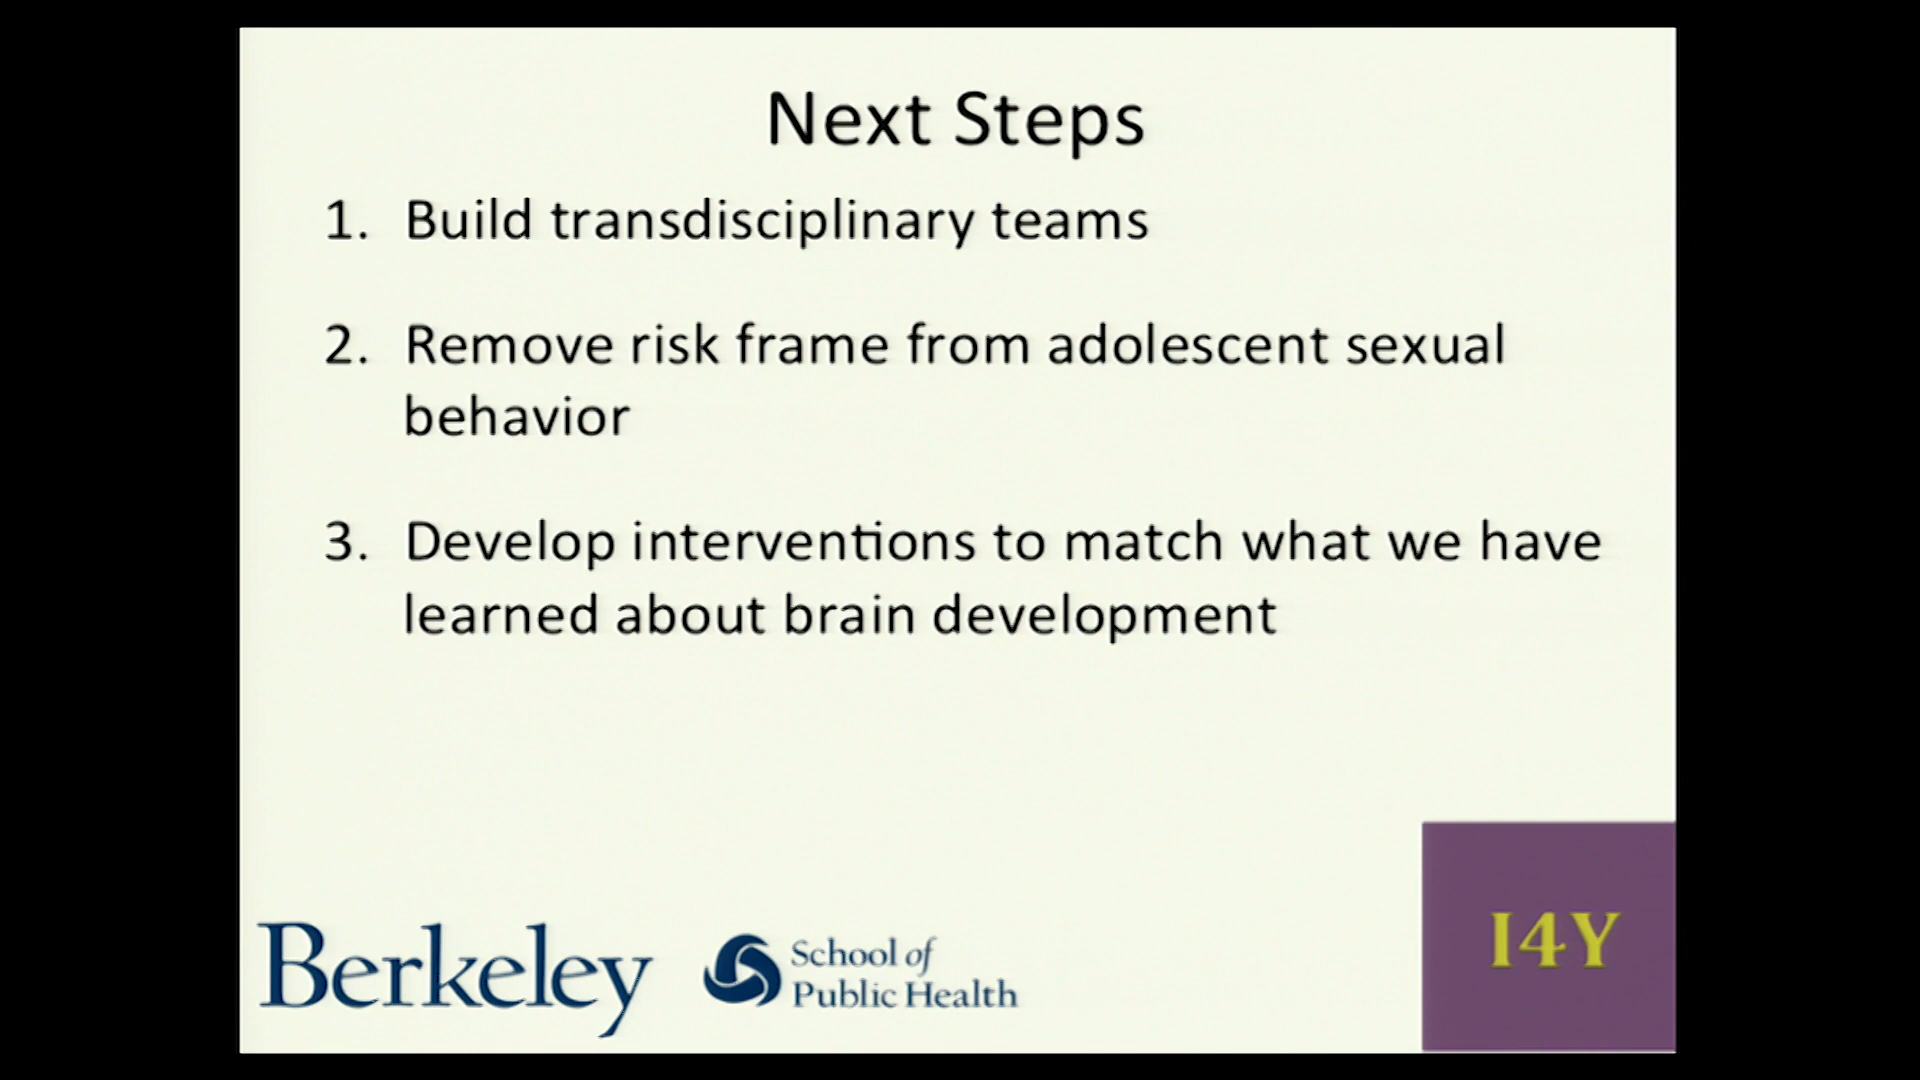 Next Steps
1. Build transdisciplinary teams
2. Remove risk frame from adolescent sexual
behavior
3. Develop interventions to match what we have
learned about brain development
Berkeley
School of
Public Health
I4Y